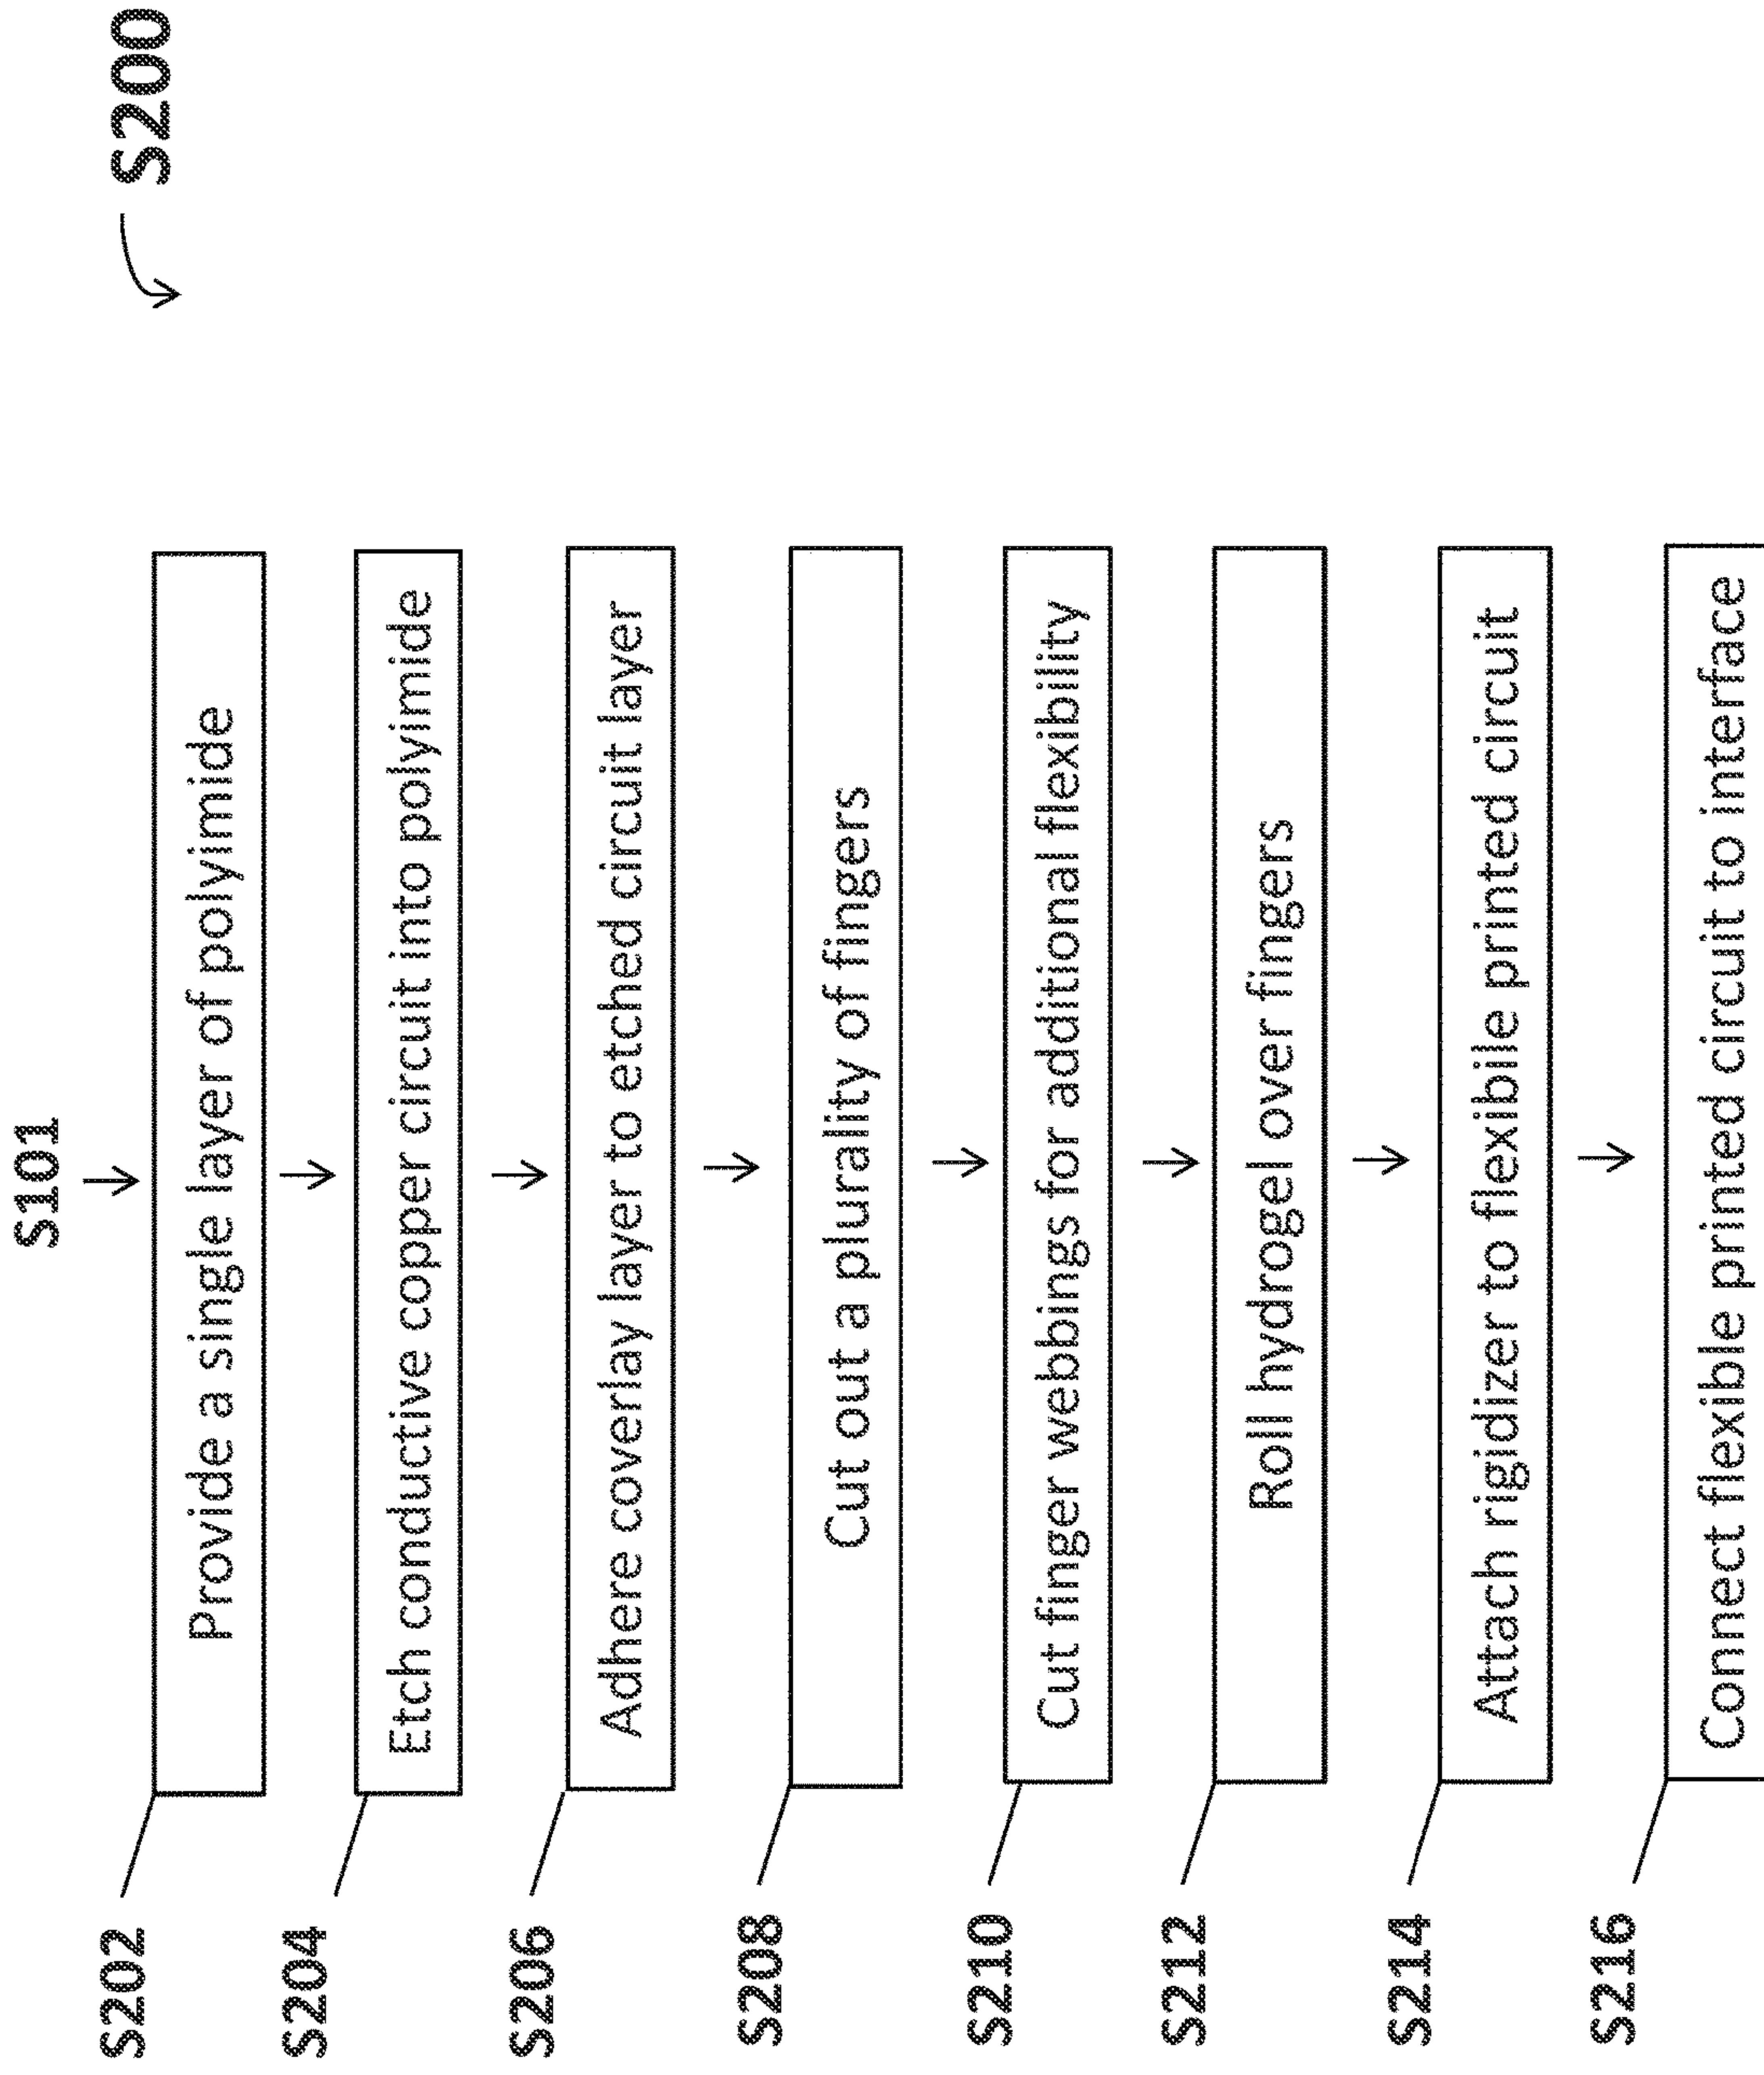 S200
S101
S202
Provide a single layer of polyimide
S204
Etch conductive copper circuit into polyimide
S206
Adhere coverlay layer to etched circuit layer
S208
Cut out a plurality of fingers
S210
Cut finger webbings for additional flexibility
S212
Roll hydrogel over fingers
S214
Attach rigidizer to flexibile printed circuit
S216
Connect flexible printed circuit to interface